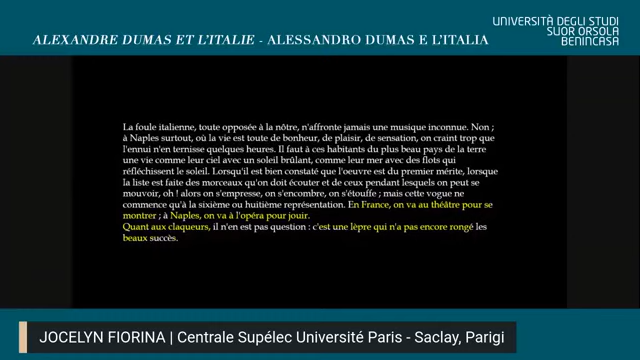 ALEXANDRE DUMAS ET L'ITALIE - ALESSANDRO DUMAS E L'ITALIA
UNIVERSITÀ DEGLI STUDI
SUOR ORSOLA
BENINCASA
La foule italienne, toute opposée à la nôtre, n'affronte jamais une musique inconnue. Non ;
à Naples surtout, où la vie est toute de bonheur, de plaisir, de sensation, on craint trop que
l'ennui n'en ternisse quelques heures. Il faut à ces habitants du plus beau pays de la terre
une vie comme leur ciel avec un soleil brûlant, comme leur mer avec des flots qui
réfléchissent le soleil. Lorsqu'il est bien constaté que l'oeuvre est du premier mérite, lorsque
la liste est faite des morceaux qu'on doit écouter et de ceux pendant lesquels on peut se
mouvoir, oh ! alors on s'empresse, on s'encombre, on s'étouffe ; mais cette vogue ne
commence qu'à la sixième ou huitième représentation. En France, on va au théâtre pour se
montrer ; à Naples, on va à l'opéra pour jouir.
Quant aux claqueurs, il n'en est pas question : c'est une lèpre qui n'a pas encore rongé les
beaux succès.
JOCELYN FIORINA | Centrale Supélec Université Paris - Saclay, Parigi